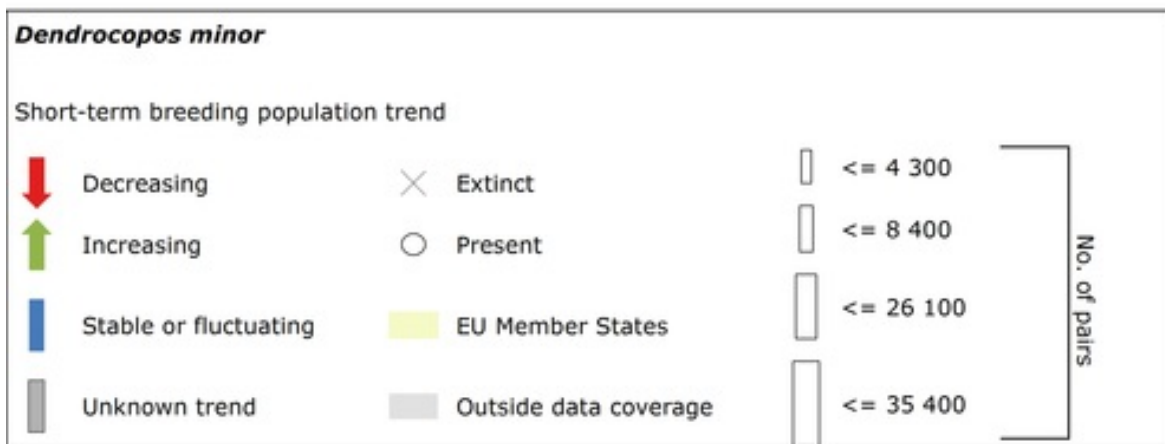 Dendrocopos minor
Short-term breeding population trend
Decreasing
Increasing
Stable or fluctuating
Unknown trend
Extinct
Present
EU Member States
Outside data coverage
<= 4 300
<= 8 400
<= 26 100
<= 35 400
No. of pairs